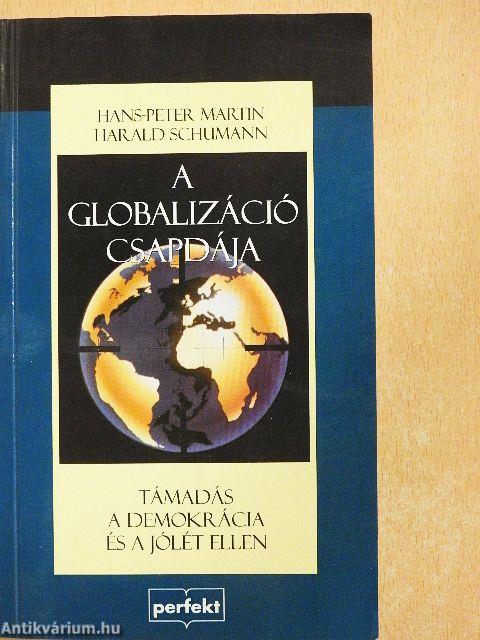 HANS-PETER MARTIN
HARALD SCHUMANN
A
GLOBALIZÁCIÓ
CSAPDÁJA
TÁMADÁS
A DEMOKRÁCIA
ÉS A JÓLÉT ELLEN
perfekt
Antikvárium.hu